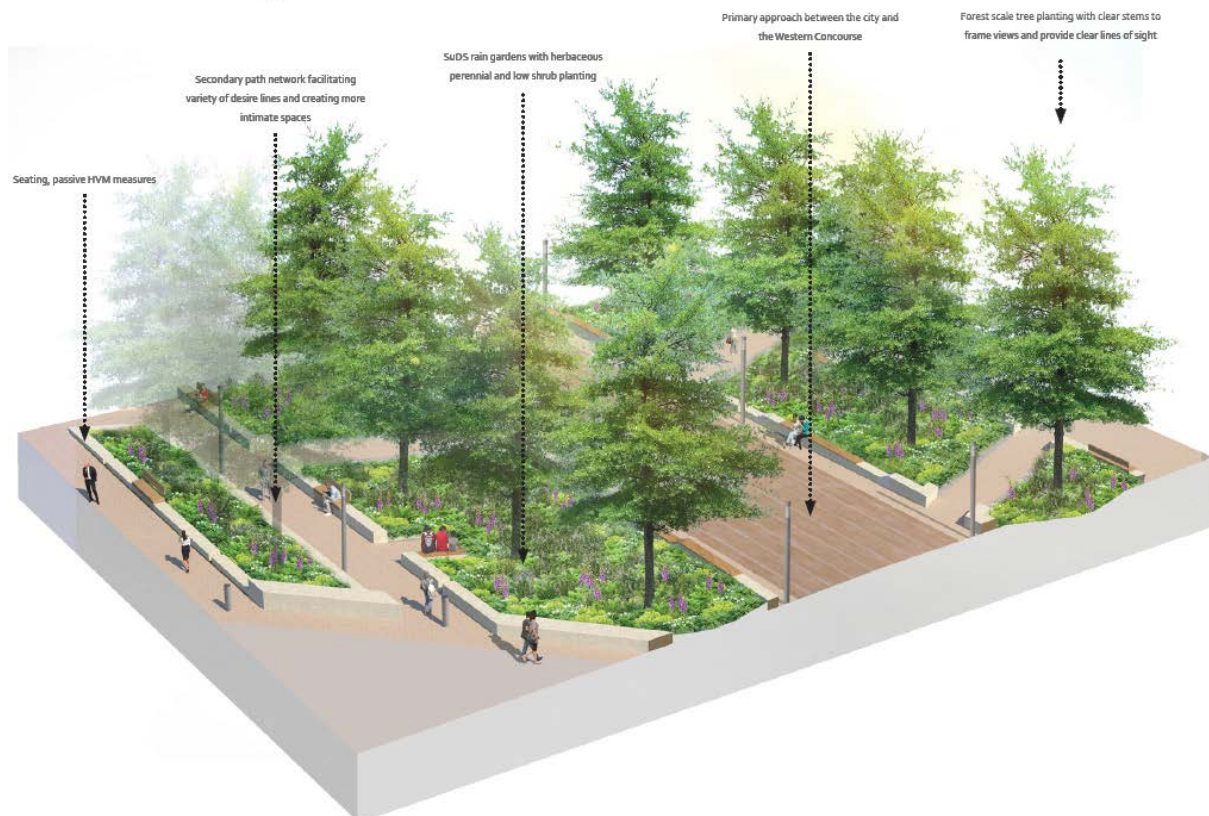 Seating, passive HVM measures
Secondary path network facilitating
variety of desire lines and creating more
intimate spaces
SuDS rain gardens with herbaceous
perennial and low shrub planting
Primary approach between the city and
the Western Concourse
Forest scale tree planting with clear stems to
frame views and provide clear lines of sight